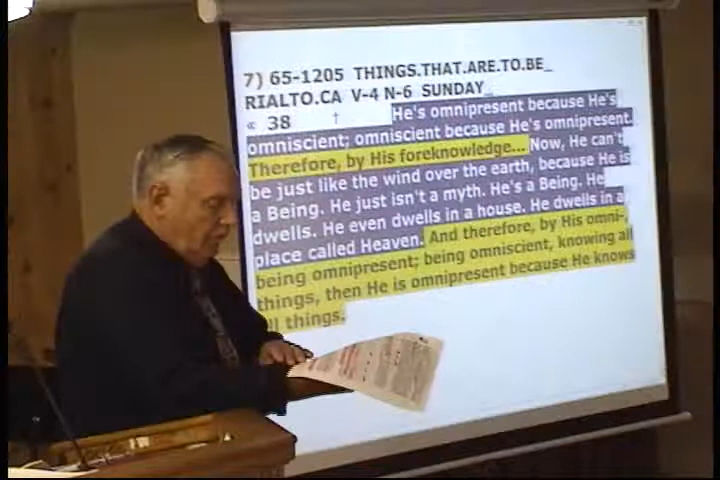 7) 65-1205 THINGS.THAT.ARE.TO.BE_
RIALTO.CA V-4 N-6 SUNDAY_
« 38 † He's omnipresent because He's
omniscient; omniscient because He's omnipresent.
Therefore, by His foreknowledge... Now, He can't
be just like the wind over the earth, because He is
a Being. He just isn't a myth. He's a Being. He
dwells. He even dwells in a house. He dwells in a
place called Heaven. And therefore, by His omni-,
being omnipresent; being omniscient, knowing all
things, then He is omnipresent because He knows
all things.